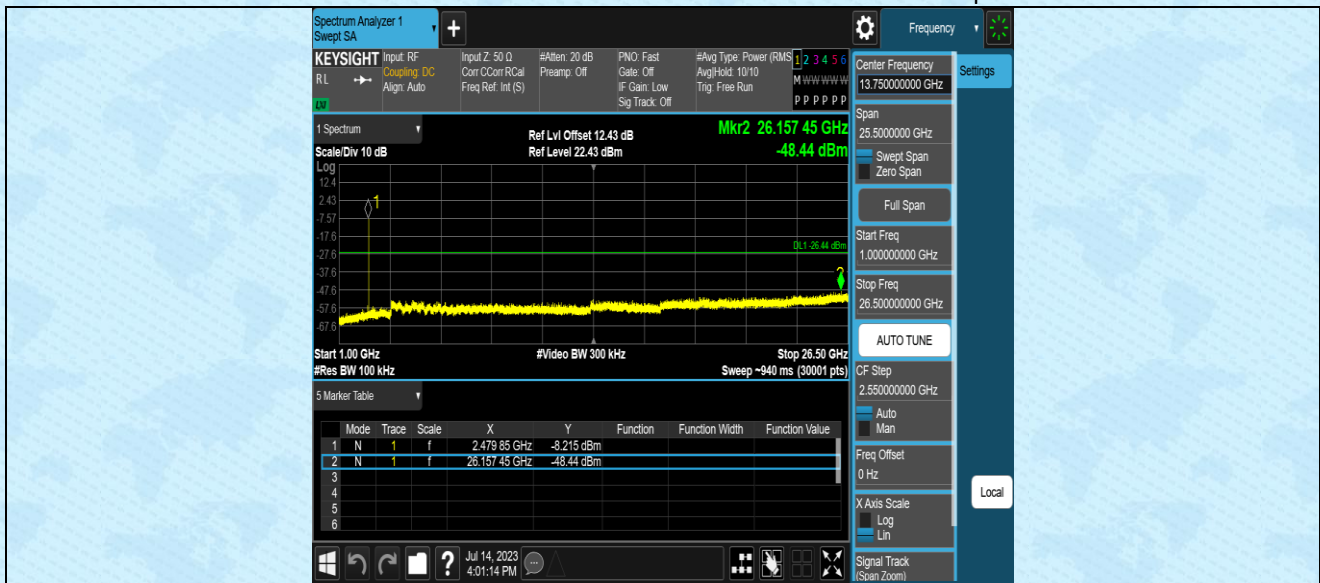 Spectrum Analyzer 1
Swept SA
+
Frequency
KEYSIGHT
RL
LXI
Input: RF
Coupling: DC
Align: Auto
Input Z: 50 Ω
Corr CCorr RCal
Freq Ref: Int (S)
#Atten: 20 dB
Preamp: Off
PNO: Fast
Gate: Off
IF Gain: Low
Sig Track: Off
#Avg Type: Power (RMS
Avg|Hold: 10/10
Trig: Free Run
1 2 3 4 5 6
M W W W W W
P P P P P P
1 Spectrum
Scale/Div 10 dB
Ref Lvl Offset 12.43 dB
Ref Level 22.43 dBm
Mkr2 26.157 45 GHz
-48.44 dBm
Log
12.4
2.43
-7.57
-17.6
-27.6
-37.6
-47.6
-57.6
-67.6
1
DL1 -26.44 dBm
Start 1.00 GHz
#Res BW 100 kHz
#Video BW 300 kHz
Stop 26.50 GHz
Sweep ~940 ms (30001 pts)
5 Marker Table
Mode Trace Scale X Y Function Function Width Function Value
1 N 1 f 2.479 85 GHz -8.215 dBm
2 N 1 f 26.157 45 GHz -48.44 dBm
3
4
5
6
Jul 14, 2023
4:01:14 PM
Center Frequency
13.750000000 GHz
Settings
Span
25.5000000 GHz
Swept Span
Zero Span
Full Span
Start Freq
1.000000000 GHz
Stop Freq
26.500000000 GHz
AUTO TUNE
CF Step
2.550000000 GHz
Auto
Man
Freq Offset
0 Hz
X Axis Scale
Log
Lin
Signal Track
(Span Zoom)
Local